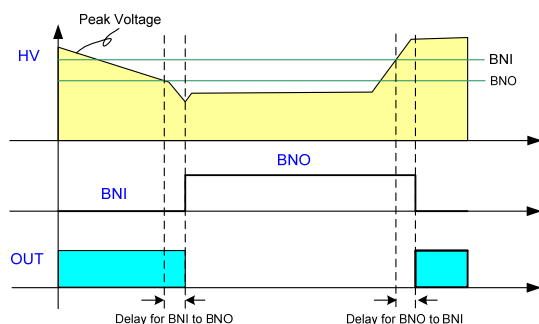 Peak Voltage
HV
BNI
BNO
BNO
BNI
OUT
Delay for BNI to BNO
Delay for BNO to BNI